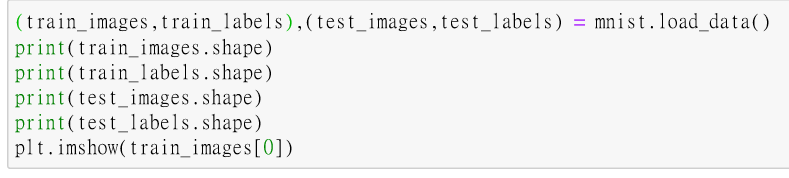 (train_images,train_labels),(test_images,test_labels) = mnist.load_data()
print(train_images.shape)
print(train_labels.shape)
print(test_images.shape)
print(test_labels.shape)
plt.imshow(train_images[0])